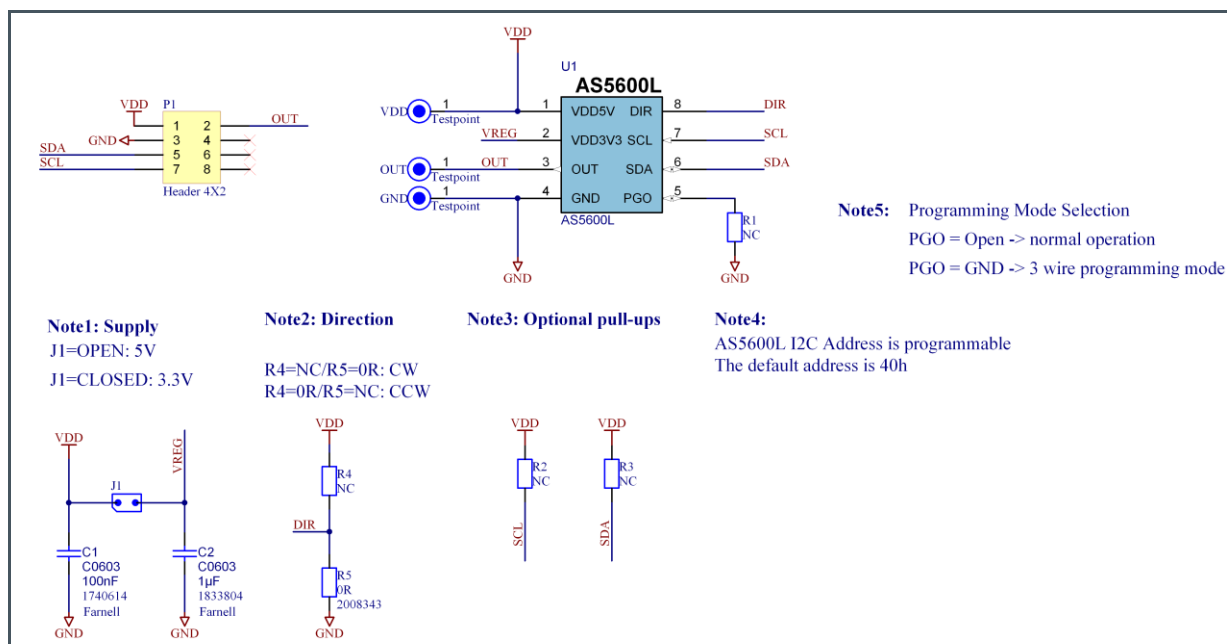 VDD
P1
1 2 OUT
GND 3 4
SDA 5 6
SCL 7 8
Header 4X2
VDD
U1
AS5600L
VDD 1 Testpoint 1 VDD5V DIR 8 DIR
VREG 2 VDD3V3 SCL 7 SCL
OUT 1 Testpoint OUT 3 OUT SDA 6 SDA
GND 1 Testpoint 4 GND PGO 5
AS5600L
R1
NC
GND
GND
Note5: Programming Mode Selection
PGO = Open -> normal operation
PGO = GND -> 3 wire programming mode
Note1: Supply
J1=OPEN: 5V
J1=CLOSED: 3.3V
Note2: Direction
R4=NC/R5=0R: CW
R4=0R/R5=NC: CCW
Note3: Optional pull-ups
Note4:
AS5600L I2C Address is programmable
The default address is 40h
VDD
VREG
J1
C1
C0603
100nF
1740614
Farnell
GND
C2
C0603
1µF
1833804
Farnell
GND
VDD
R4
NC
DIR
R5
0R
2008343
GND
VDD
R2
NC
SCL
VDD
R3
NC
SDA